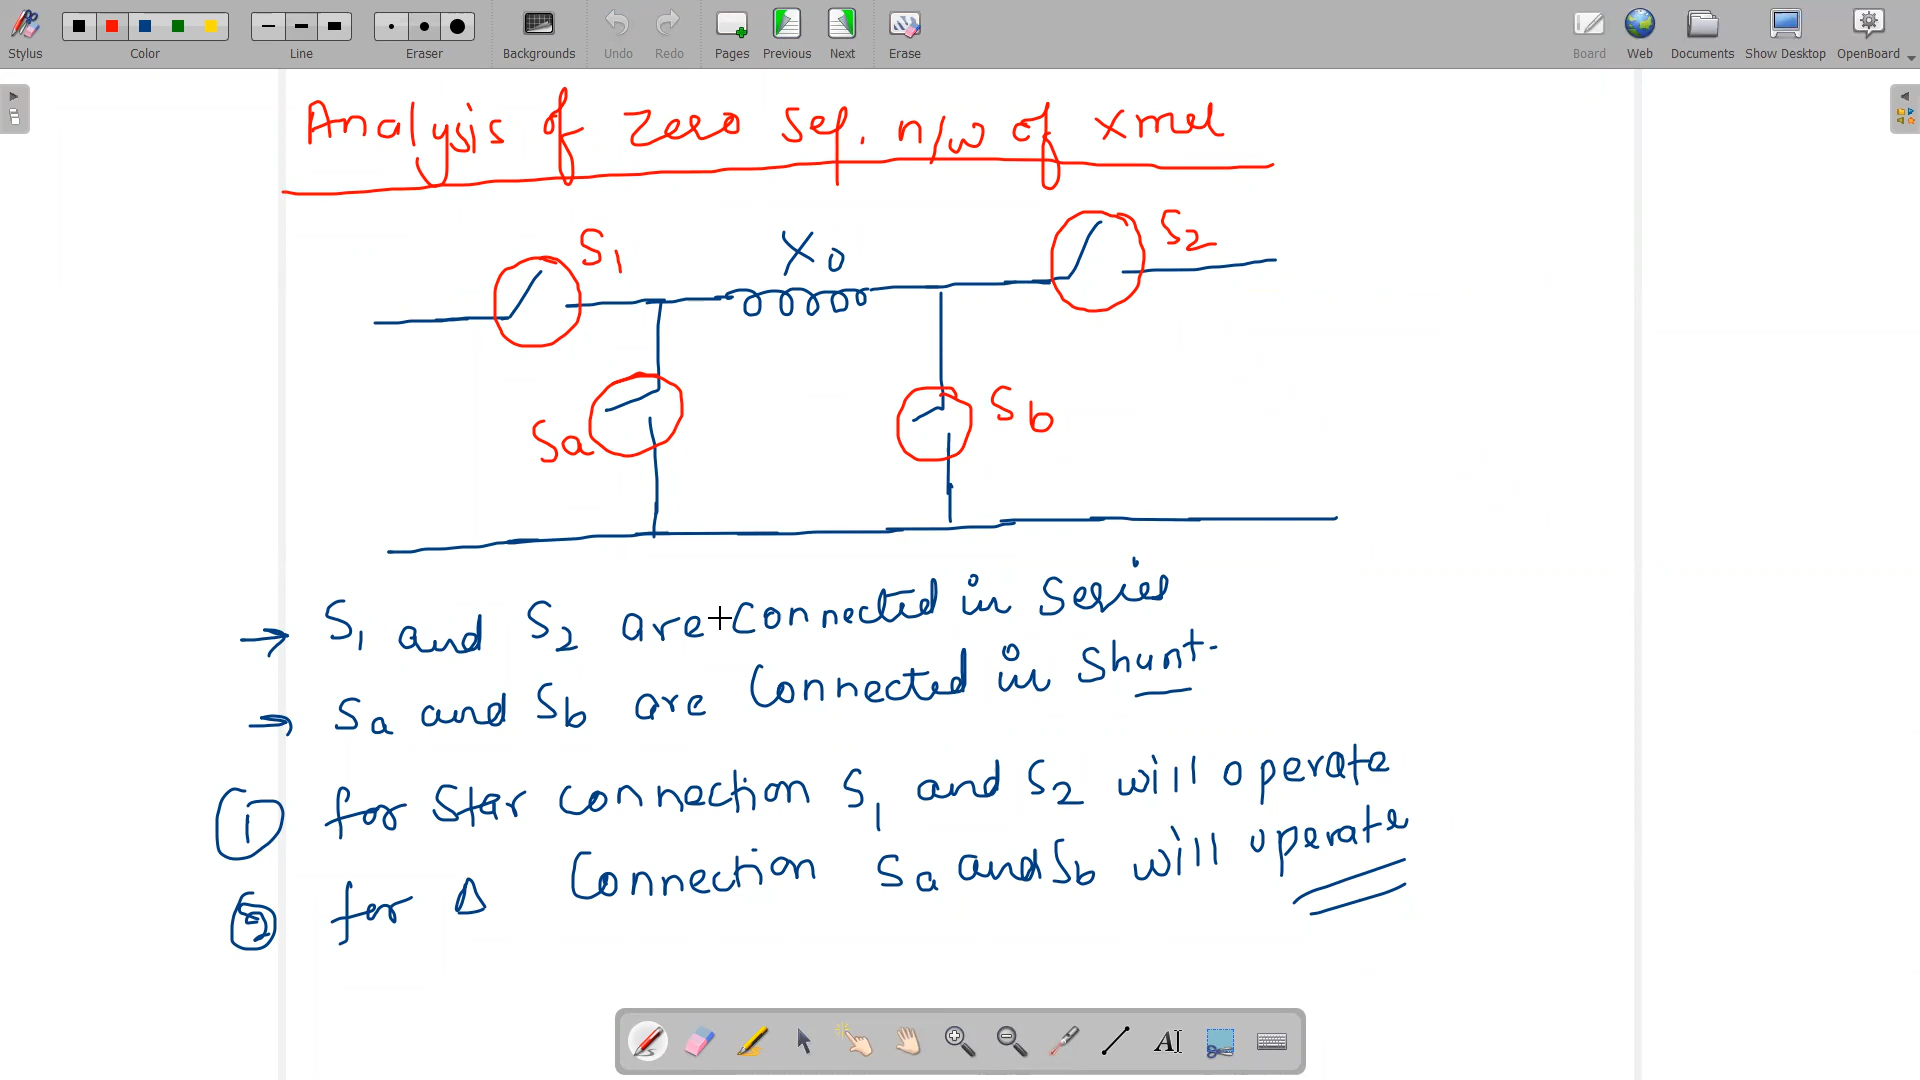 Stylus Color Line Eraser Backgrounds Undo Redo Pages Previous Next Erase Board Web Documents Show Desktop OpenBoard
Analysis of zero seq. n/w of xmer
S1 X0 S2
Sa Sb
→ S1 and S2 are connected in series
→ Sa and Sb are connected in shunt.
① for star connection S1 and S2 will operate
② for Δ connection Sa and Sb will operate